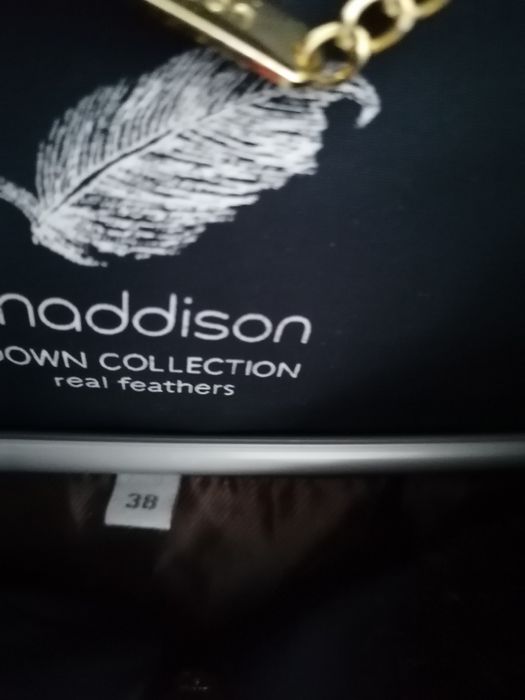 naddison
OWN COLLECTION
real feathers
38